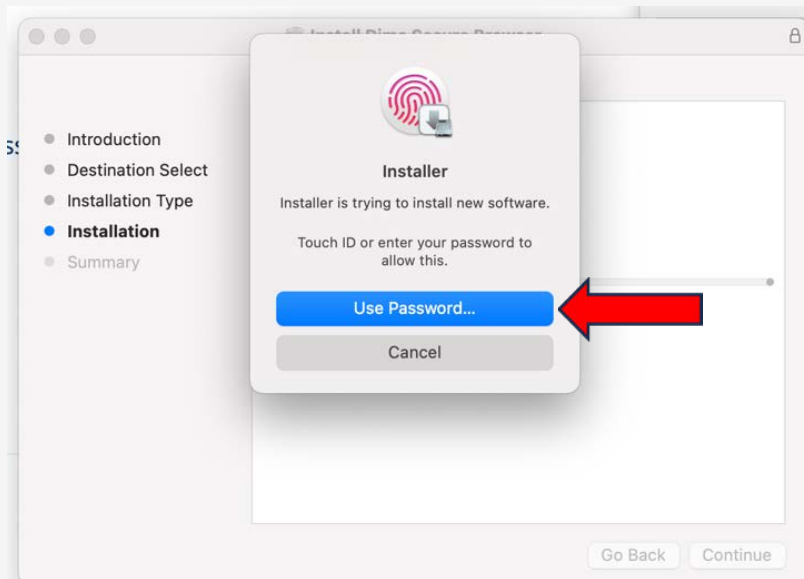 Introduction
Destination Select
Installation Type
Installation
Summary
Installer
Installer is trying to install new software.
Touch ID or enter your password to
allow this.
Use Password...
Cancel
Go Back
Continue